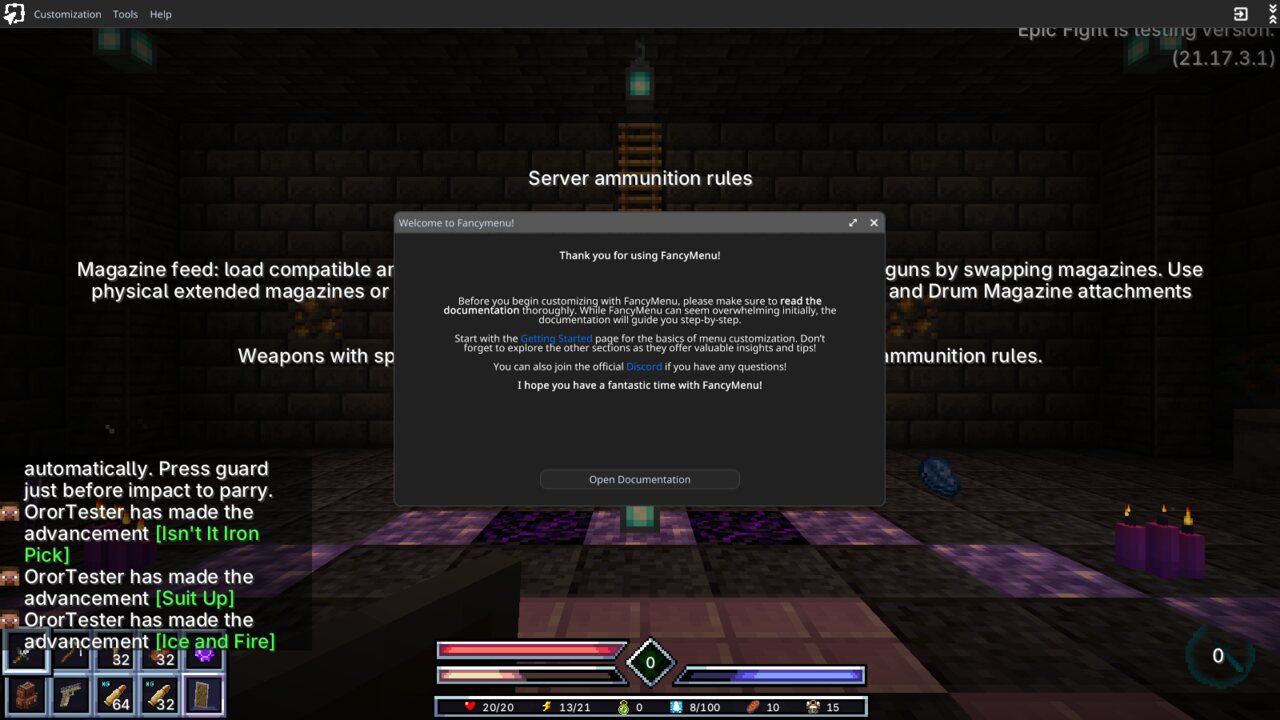 Customization Tools Help
Epic Fight is testing version.
(21.17.3.1)
Server ammunition rules
Welcome to Fancymenu!
Thank you for using FancyMenu!
Magazine feed: load compatible
guns by swapping magazines. Use
physical extended magazines or
and Drum Magazine attachments
Before you begin customizing with FancyMenu, please make sure to read the
documentation thoroughly. While FancyMenu can seem overwhelming initially, the
documentation will guide you step-by-step.
Start with the Getting Started page for the basics of menu customization. Don't
forget to explore the other sections as they offer valuable insights and tips!
Weapons with
ammunition rules.
You can also join the official Discord if you have any questions!
I hope you have a fantastic time with FancyMenu!
Open Documentation
automatically. Press guard
just before impact to parry.
OrorTester has made the
advancement [Isn't It Iron
Pick]
OrorTester has made the
advancement [Suit Up]
OrorTester has made the
advancement [Ice and Fire]
32 32
64 32
0
0
20/20 13/21 0 8/100 10 15